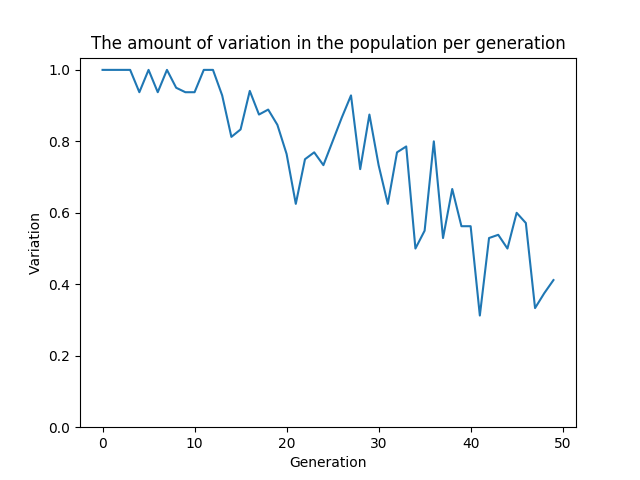 The amount of variation in the population per generation
1.0
0.8
0.6
0.4
0.2
0.0
Variation
0 10 20 30 40 50
Generation